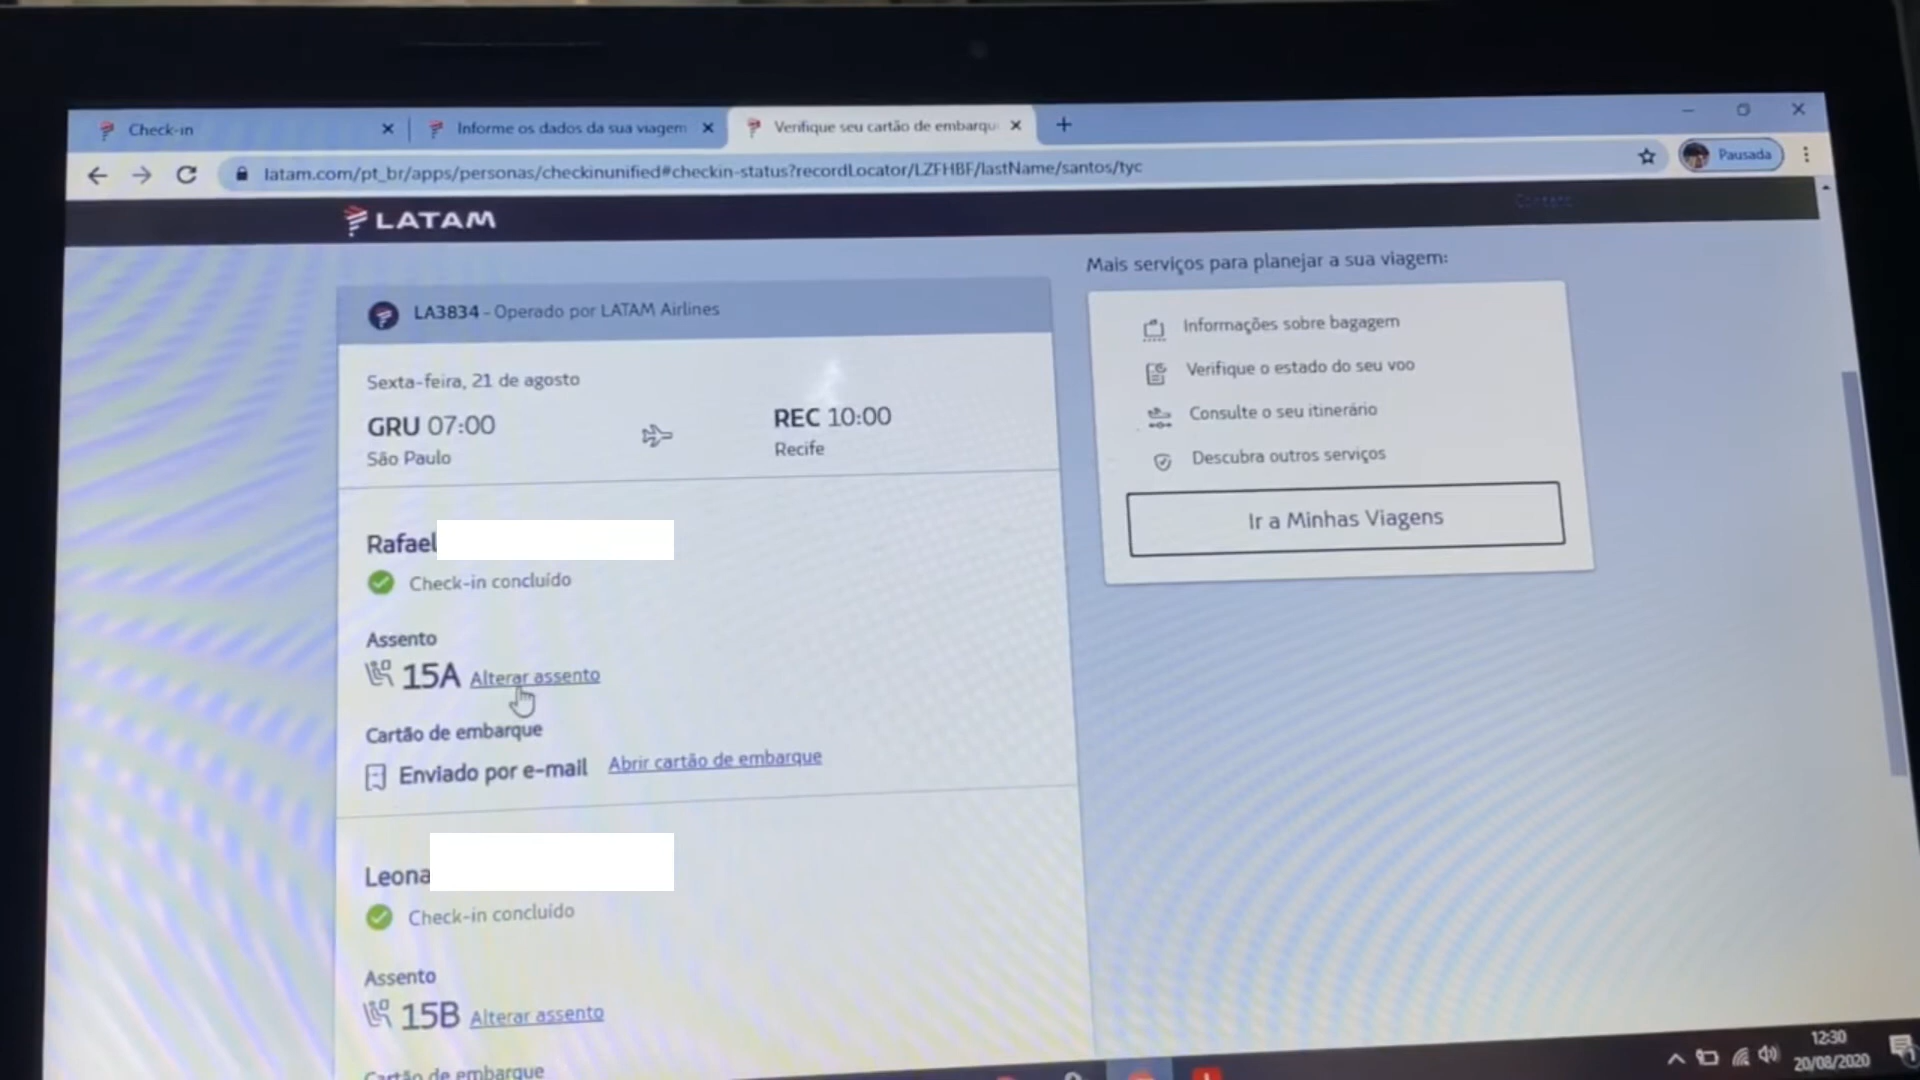 Check-in
Informe os dados da sua viagem
Verifique seu cartão de embarqu
Pausada
latam.com/pt_br/apps/personas/checkinunified#checkin-status?recordLocator/LZFHBF/lastName/santos/tyc
LATAM
LA3834 - Operado por LATAM Airlines
Sexta-feira, 21 de agosto
GRU 07:00
São Paulo
REC 10:00
Recife
Rafael
Check-in concluído
Assento
15A Alterar assento
Cartão de embarque
Enviado por e-mail Abrir cartão de embarque
Leona
Check-in concluído
Assento
15B Alterar assento
Cartão de embarque
Mais serviços para planejar a sua viagem:
Informações sobre bagagem
Verifique o estado do seu voo
Consulte o seu itinerário
Descubra outros serviços
Ir a Minhas Viagens
12:30
20/08/2020